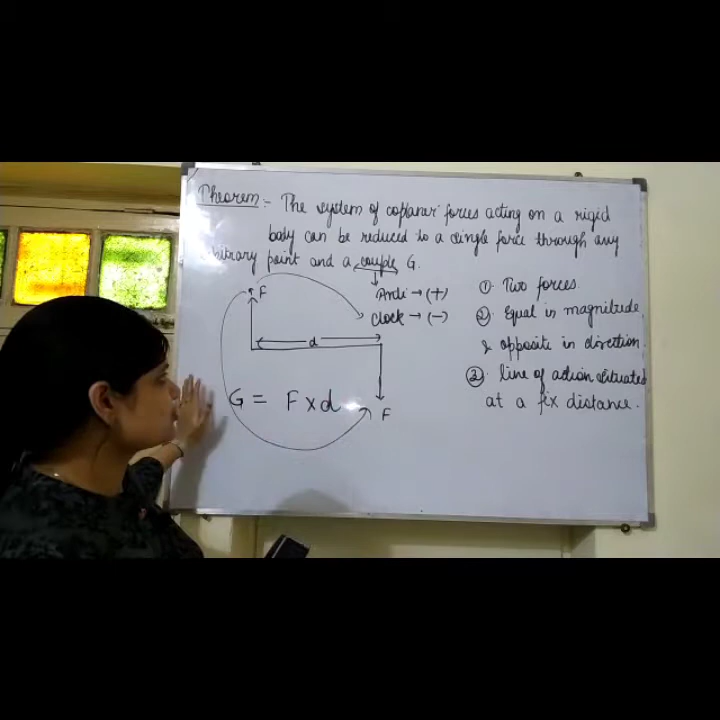 Theorem:- The system of coplaner forces acting on a rigid
body can be reduced to a single force through any
arbitrary point and a couple G.
Anti → (+)
Clock → (-)
F
d
F
G = F x d
① Two forces.
② Equal in magnitude
& opposite in direction.
③ line of action situated
at a fix distance.